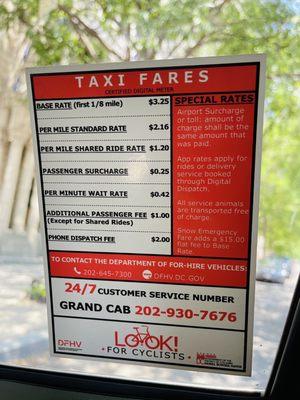 TAXI FARES
CERTIFIED DIGITAL METER
BASE RATE (first 1/8 mile) $3.25
PER MILE STANDARD RATE $2.16
PER MILE SHARED RIDE RATE $1.20
PASSENGER SURCHARGE $0.25
PER MINUTE WAIT RATE $0.42
ADDITIONAL PASSENGER FEE $1.00
(Except for Shared Rides)
PHONE DISPATCH FEE $2.00
SPECIAL RATES
Airport Surcharge
or toll: amount of
charge shall be the
same amount that
was paid.
App rates apply for
rides or delivery
service booked
through Digital
Dispatch.
All service animals
are transported free
of charge.
Snow Emergency
Fare adds a $15.00
flat fee to Base
Rate.
TO CONTACT THE DEPARTMENT OF FOR-HIRE VEHICLES:
202-645-7300 DFHV.DC.GOV
24/7 CUSTOMER SERVICE NUMBER
GRAND CAB 202-930-7676
LOOK!
FOR CYCLISTS
DFHV